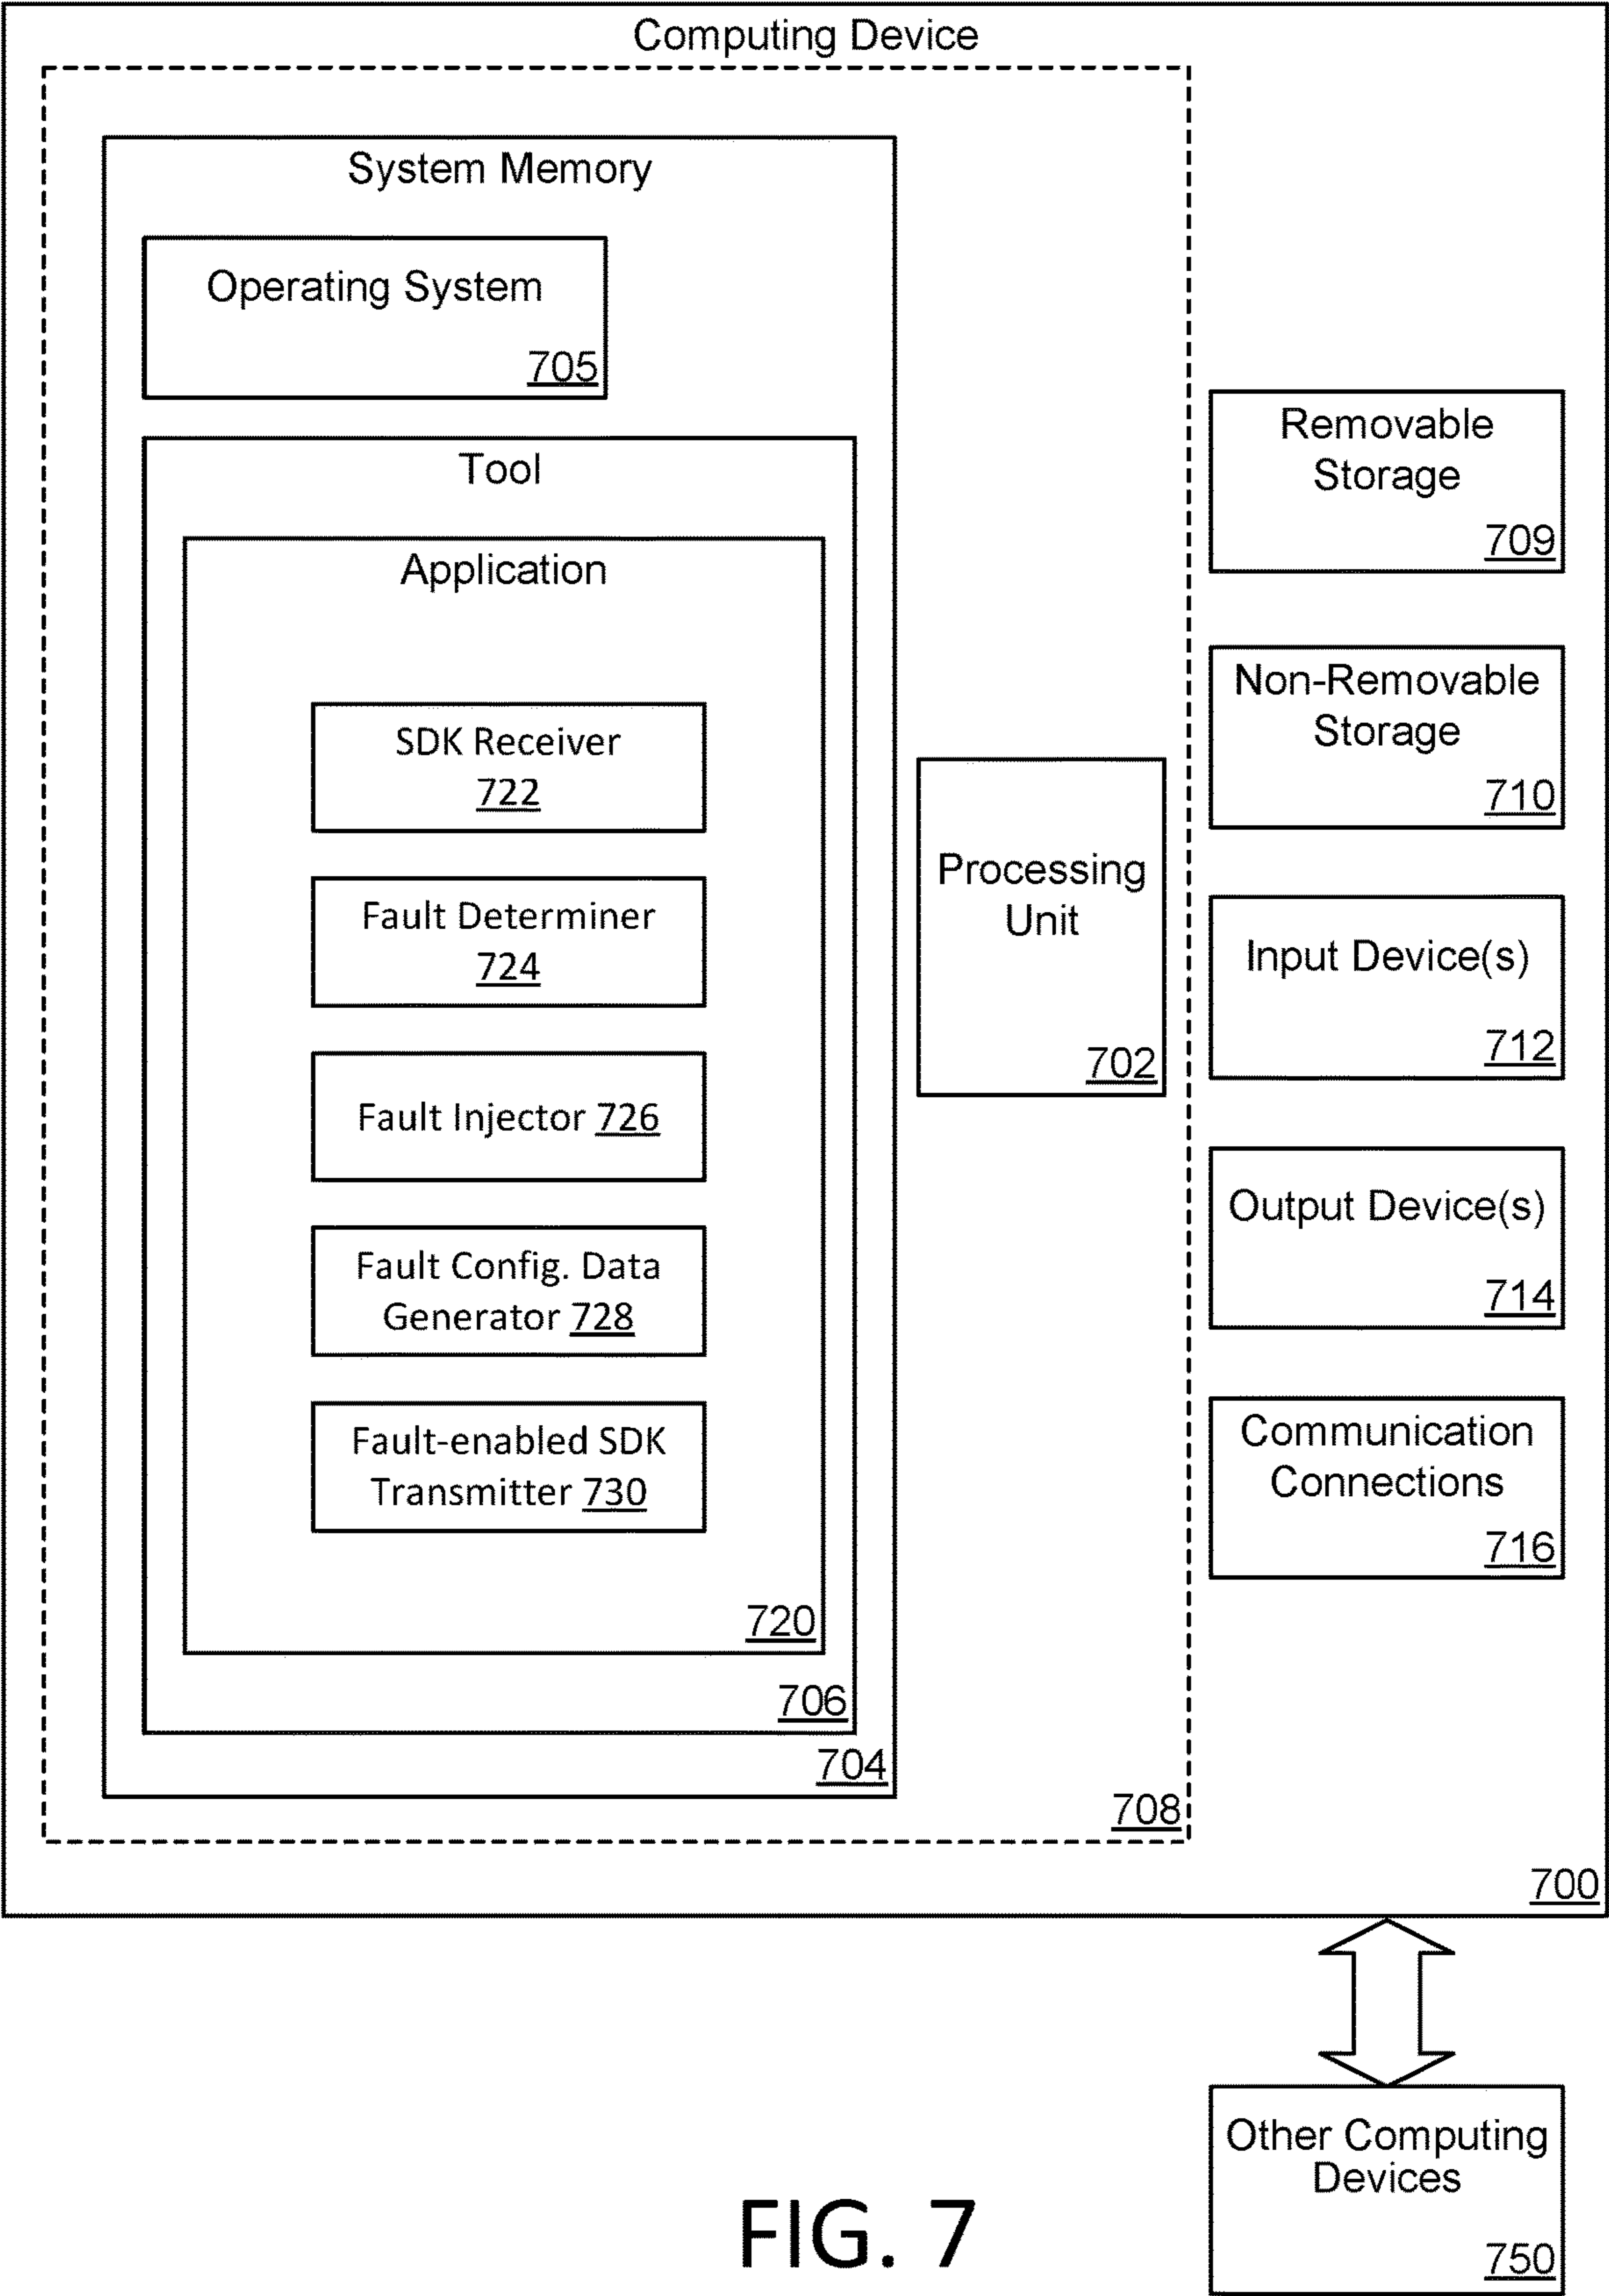 Computing Device
System Memory
Operating System
705
Tool
Application
SDK Receiver
722
Fault Determiner
724
Fault Injector 726
Fault Config. Data
Generator 728
Fault-enabled SDK
Transmitter 730
720
706
704
Processing
Unit
702
708
Removable
Storage
709
Non-Removable
Storage
710
Input Device(s)
712
Output Device(s)
714
Communication
Connections
716
700
Other Computing
Devices
750
FIG. 7